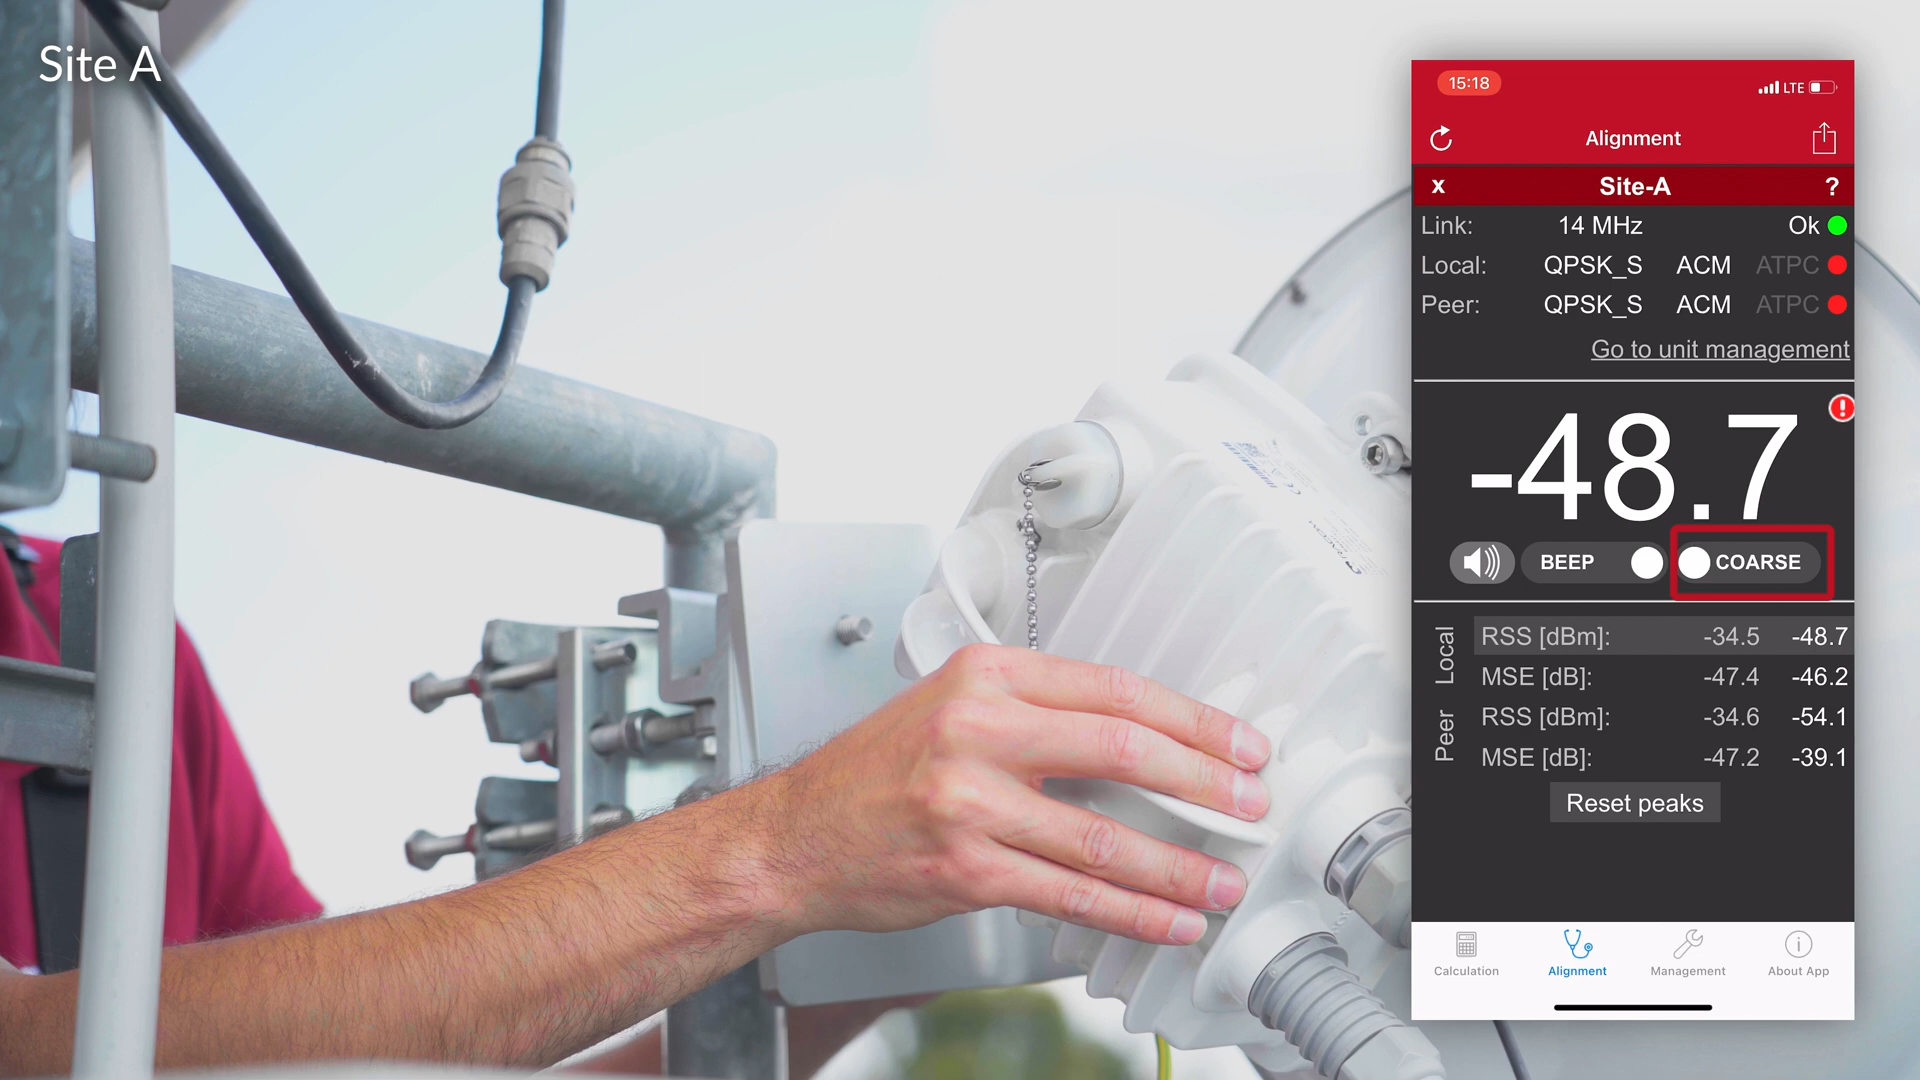 Site A
15:18
LTE
Alignment
x Site-A ?
Link: 14 MHz Ok
Local: QPSK_S ACM ATPC
Peer: QPSK_S ACM ATPC
Go to unit management
-48.7
BEEP COARSE
Local
RSS [dBm]: -34.5 -48.7
MSE [dB]: -47.4 -46.2
Peer
RSS [dBm]: -34.6 -54.1
MSE [dB]: -47.2 -39.1
Reset peaks
Calculation Alignment Management About App